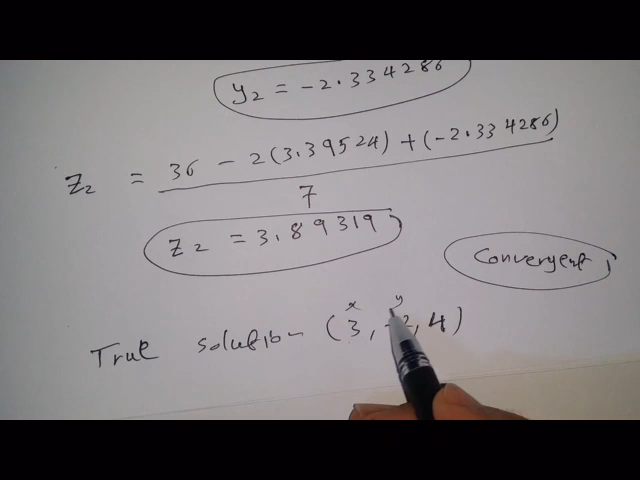 y₂ = -2.334286
z₂ = 36 - 2(3.39524) + (-2.334286)
7
z₂ = 3.89319
Convergent
x y
True solution (3, -2, 4)